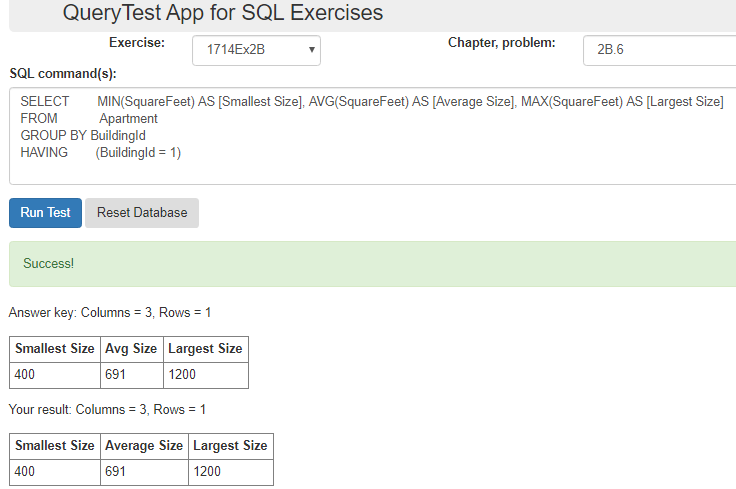 QueryTest App for SQL Exercises
Exercise: 1714Ex2B Chapter, problem: 2B.6
SQL command(s):
SELECT MIN(SquareFeet) AS [Smallest Size], AVG(SquareFeet) AS [Average Size], MAX(SquareFeet) AS [Largest Size]
FROM Apartment
GROUP BY BuildingId
HAVING (BuildingId = 1)
Run Test Reset Database
Success!
Answer key: Columns = 3, Rows = 1
Smallest Size Avg Size Largest Size
400 691 1200
Your result: Columns = 3, Rows = 1
Smallest Size Average Size Largest Size
400 691 1200